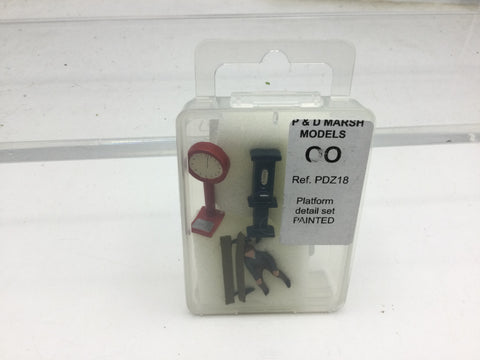 P & D MARSH
MODELS
OO
Ref. PDZ18
Platform
detail set
PAINTED